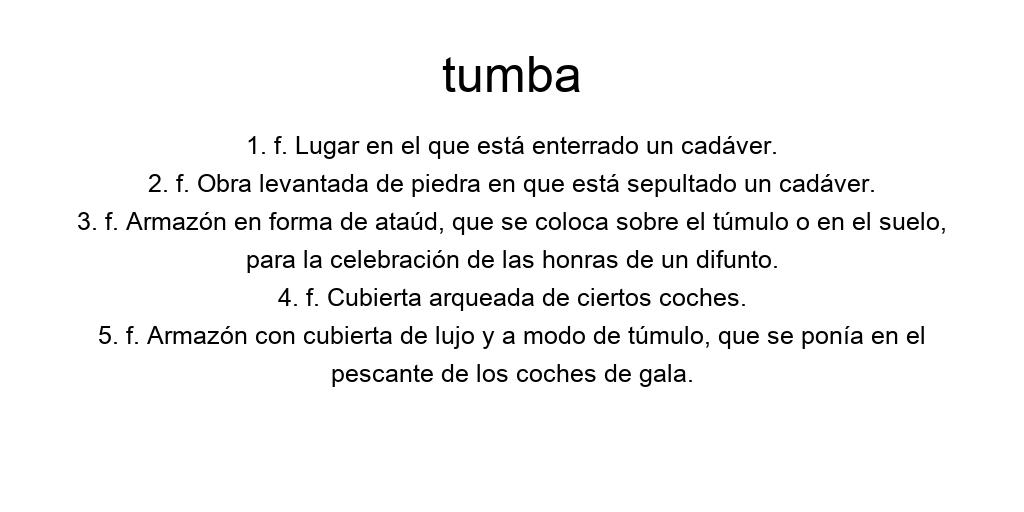 tumba
1. f. Lugar en el que está enterrado un cadáver.
2. f. Obra levantada de piedra en que está sepultado un cadáver.
3. f. Armazón en forma de ataúd, que se coloca sobre el túmulo o en el suelo,
para la celebración de las honras de un difunto.
4. f. Cubierta arqueada de ciertos coches.
5. f. Armazón con cubierta de lujo y a modo de túmulo, que se ponía en el
pescante de los coches de gala.